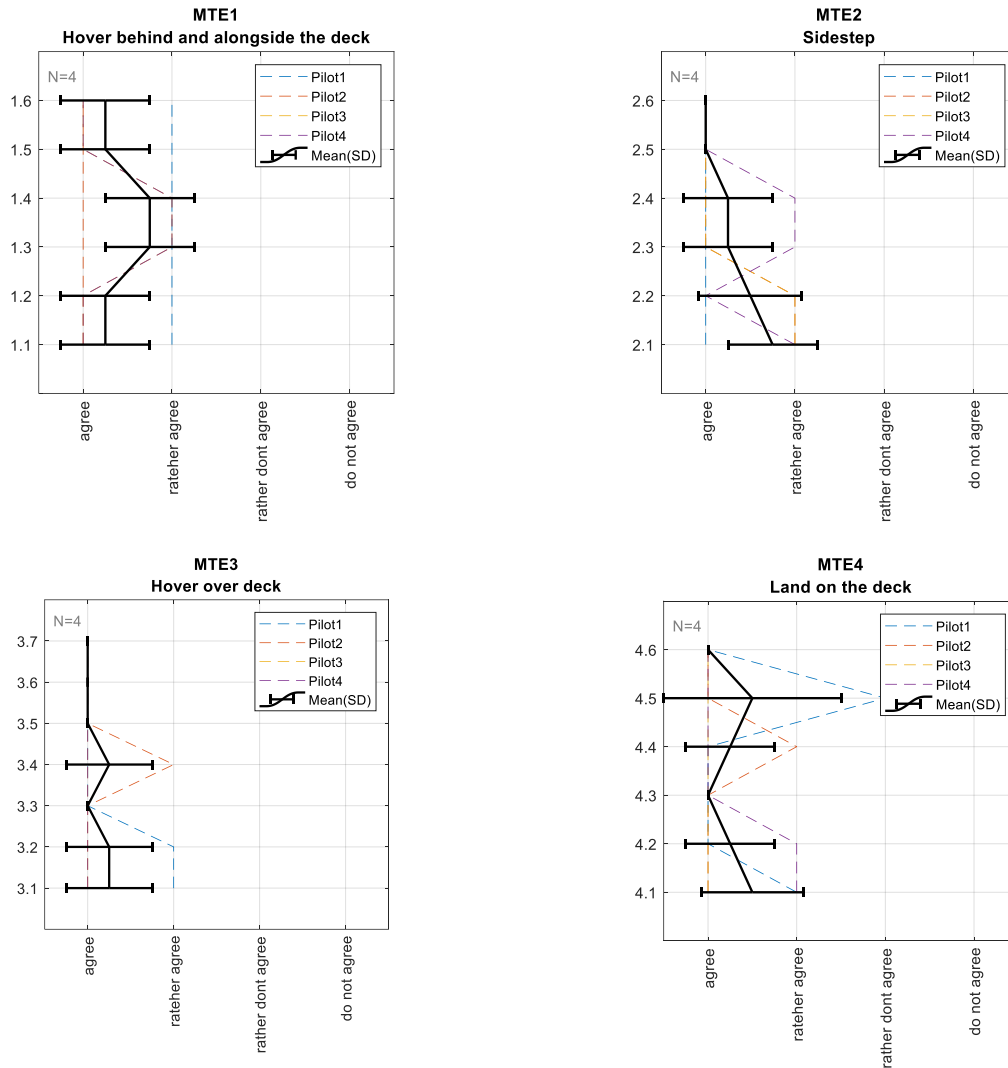 MTE1
Hover behind and alongside the deck
N=4
Pilot1
Pilot2
Pilot3
Pilot4
Mean(SD)
1.6
1.5
1.4
1.3
1.2
1.1
agree
rateher agree
rather dont agree
do not agree
MTE2
Sidestep
N=4
Pilot1
Pilot2
Pilot3
Pilot4
Mean(SD)
2.6
2.5
2.4
2.3
2.2
2.1
agree
rateher agree
rather dont agree
do not agree
MTE3
Hover over deck
N=4
Pilot1
Pilot2
Pilot3
Pilot4
Mean(SD)
3.7
3.6
3.5
3.4
3.3
3.2
3.1
agree
rateher agree
rather dont agree
do not agree
MTE4
Land on the deck
N=4
Pilot1
Pilot2
Pilot3
Pilot4
Mean(SD)
4.6
4.5
4.4
4.3
4.2
4.1
agree
rateher agree
rather dont agree
do not agree